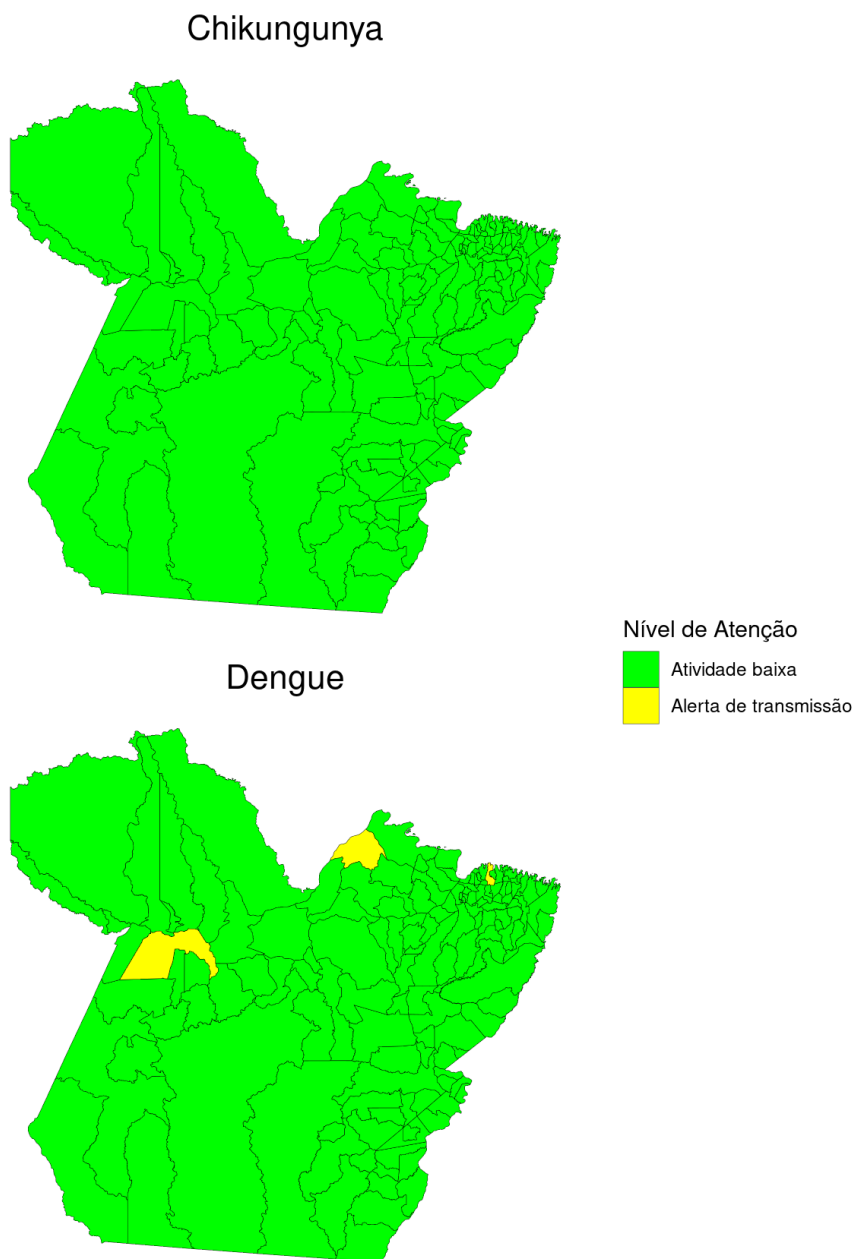 Chikungunya
Nível de Atenção
Atividade baixa
Alerta de transmissão
Dengue